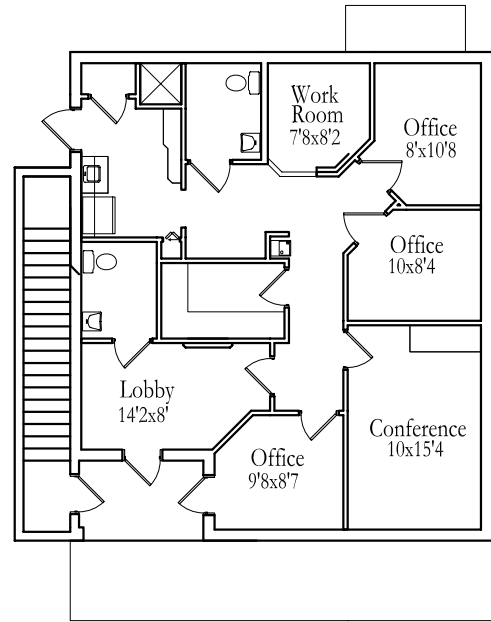 Work
Room
7'8x8'2
Office
8'x10'8
Office
10x8'4
Lobby
14'2x8'
Conference
10x15'4
Office
9'8x8'7